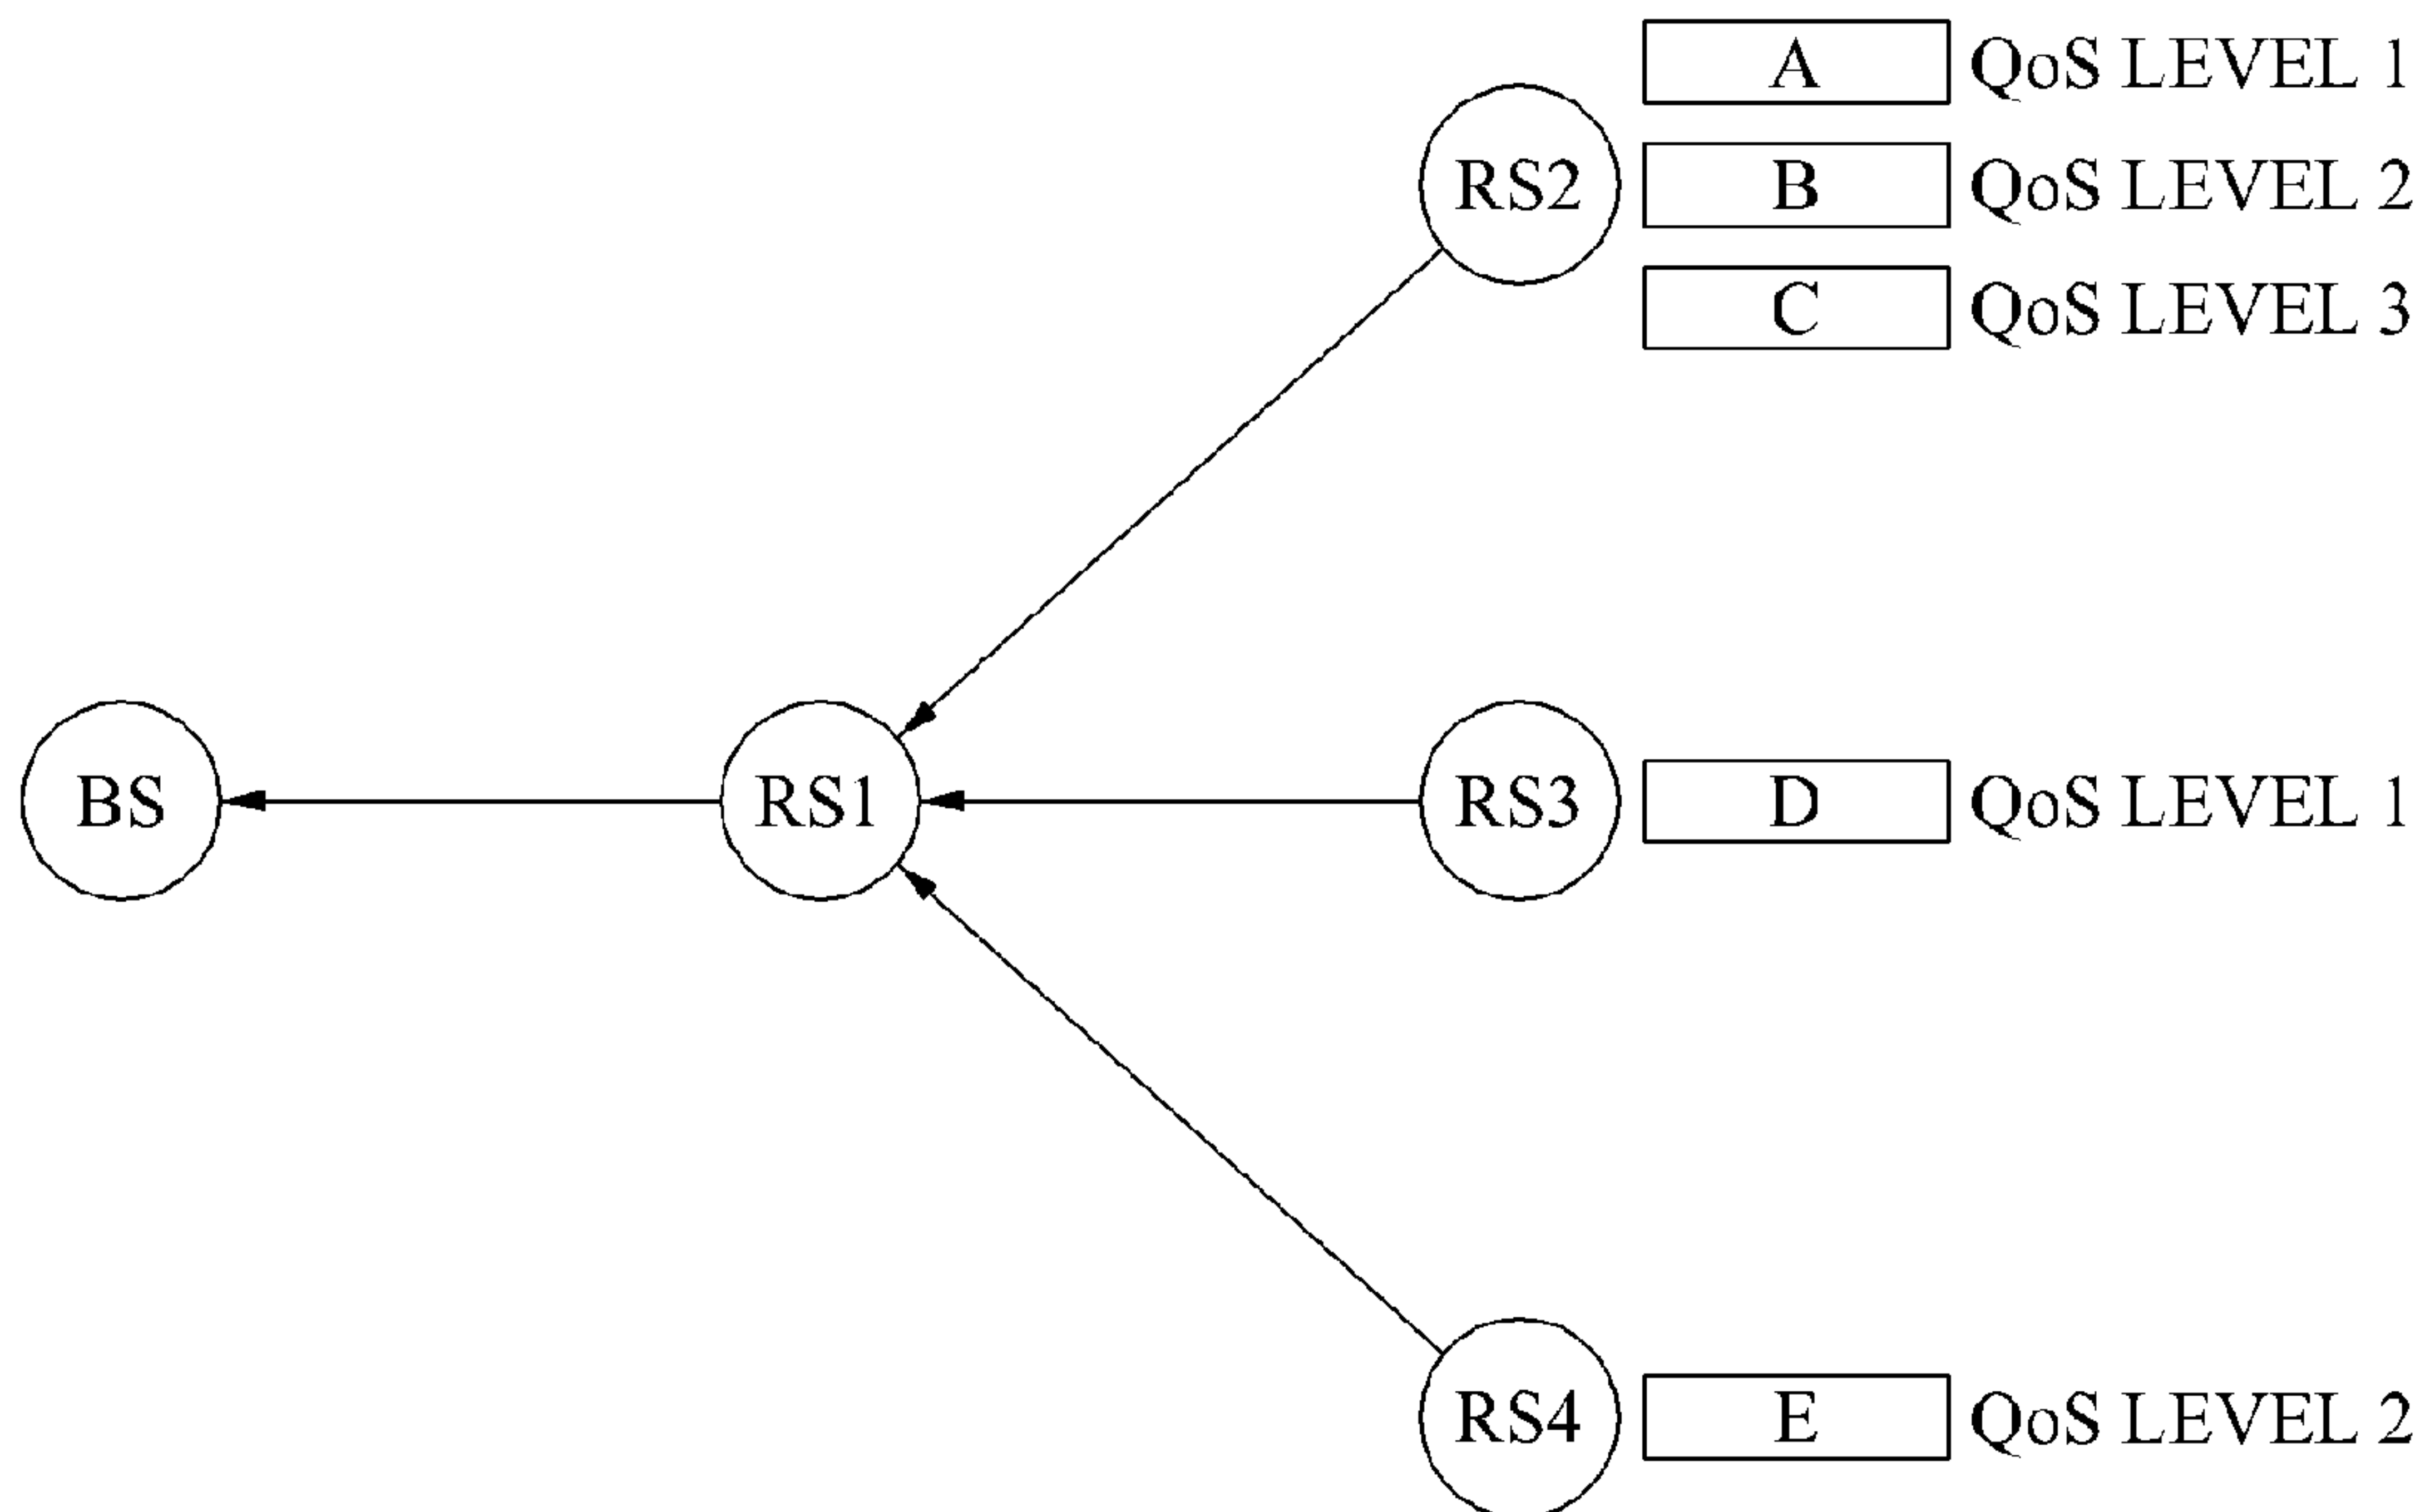 A QoS LEVEL 1
RS2 B QoS LEVEL 2
C QoS LEVEL 3
BS RS1 RS3 D QoS LEVEL 1
RS4 E QoS LEVEL 2